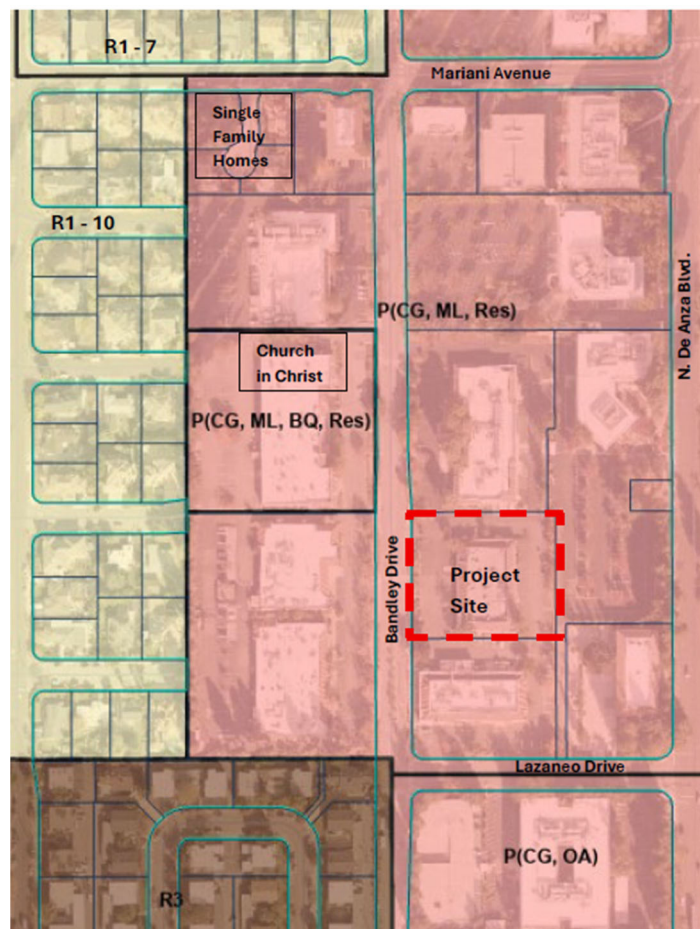 R1 - 7
Mariani Avenue
Single
Family
Homes
R1 - 10
N. De Anza Blvd.
P(CG, ML, Res)
Church
in Christ
P(CG, ML, BQ, Res)
Bandley Drive
Project
Site
Lazaneo Drive
P(CG, OA)
R3